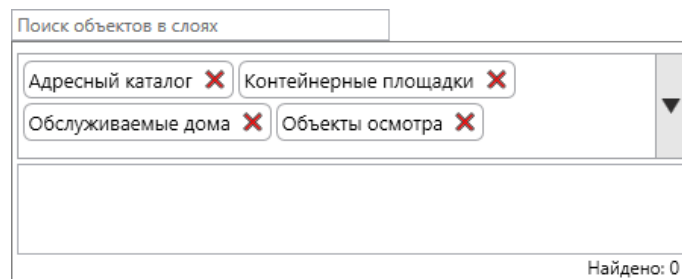 Поиск объектов в слоях
Адресный каталог Контейнерные площадки
Обслуживаемые дома Объекты осмотра
Найдено: 0